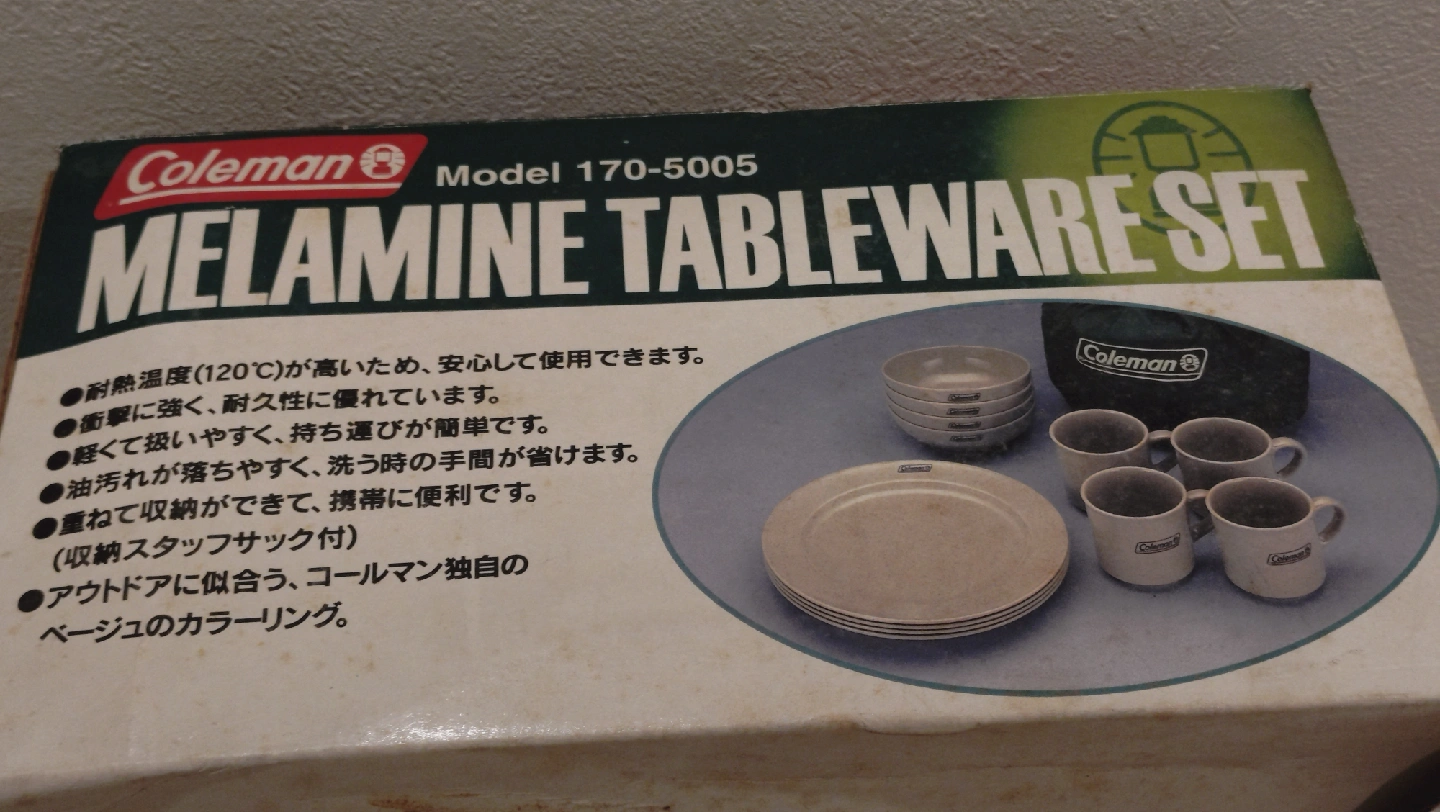 Coleman
Model 170-5005
MELAMINE TABLEWARE SET
●耐熱温度(120℃)が高いため、安心して使用できます。
●衝撃に強く、耐久性に優れています。
●軽くて扱いやすく、持ち運びが簡単です。
●油汚れが落ちやすく、洗う時の手間が省けます。
●重ねて収納ができて、携帯に便利です。
(収納スタッフサック付)
●アウトドアに似合う、コールマン独自の
ベージュのカラーリング。
Coleman
Coleman
Coleman